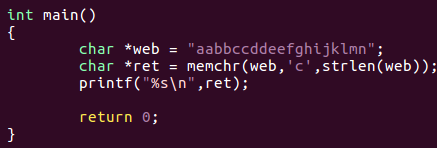 int main()
{
char *web = "aabbccddeefghijklmn";
char *ret = memchr(web,'c',strlen(web));
printf("%s\n",ret);
return 0;
}